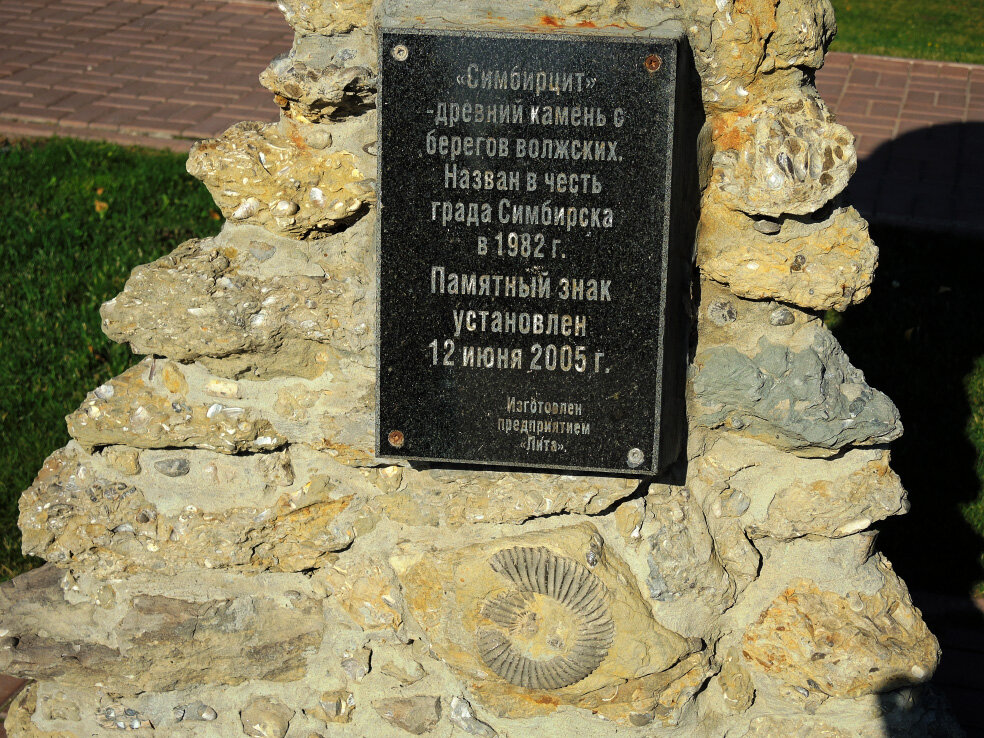 «Симбирцит»
-древний камень с
берегов волжских.
Назван в честь
града Симбирска
в 1982 г.
Памятный знак
установлен
12 июня 2005 г.
Изготовлен
предприятием
"Лита".